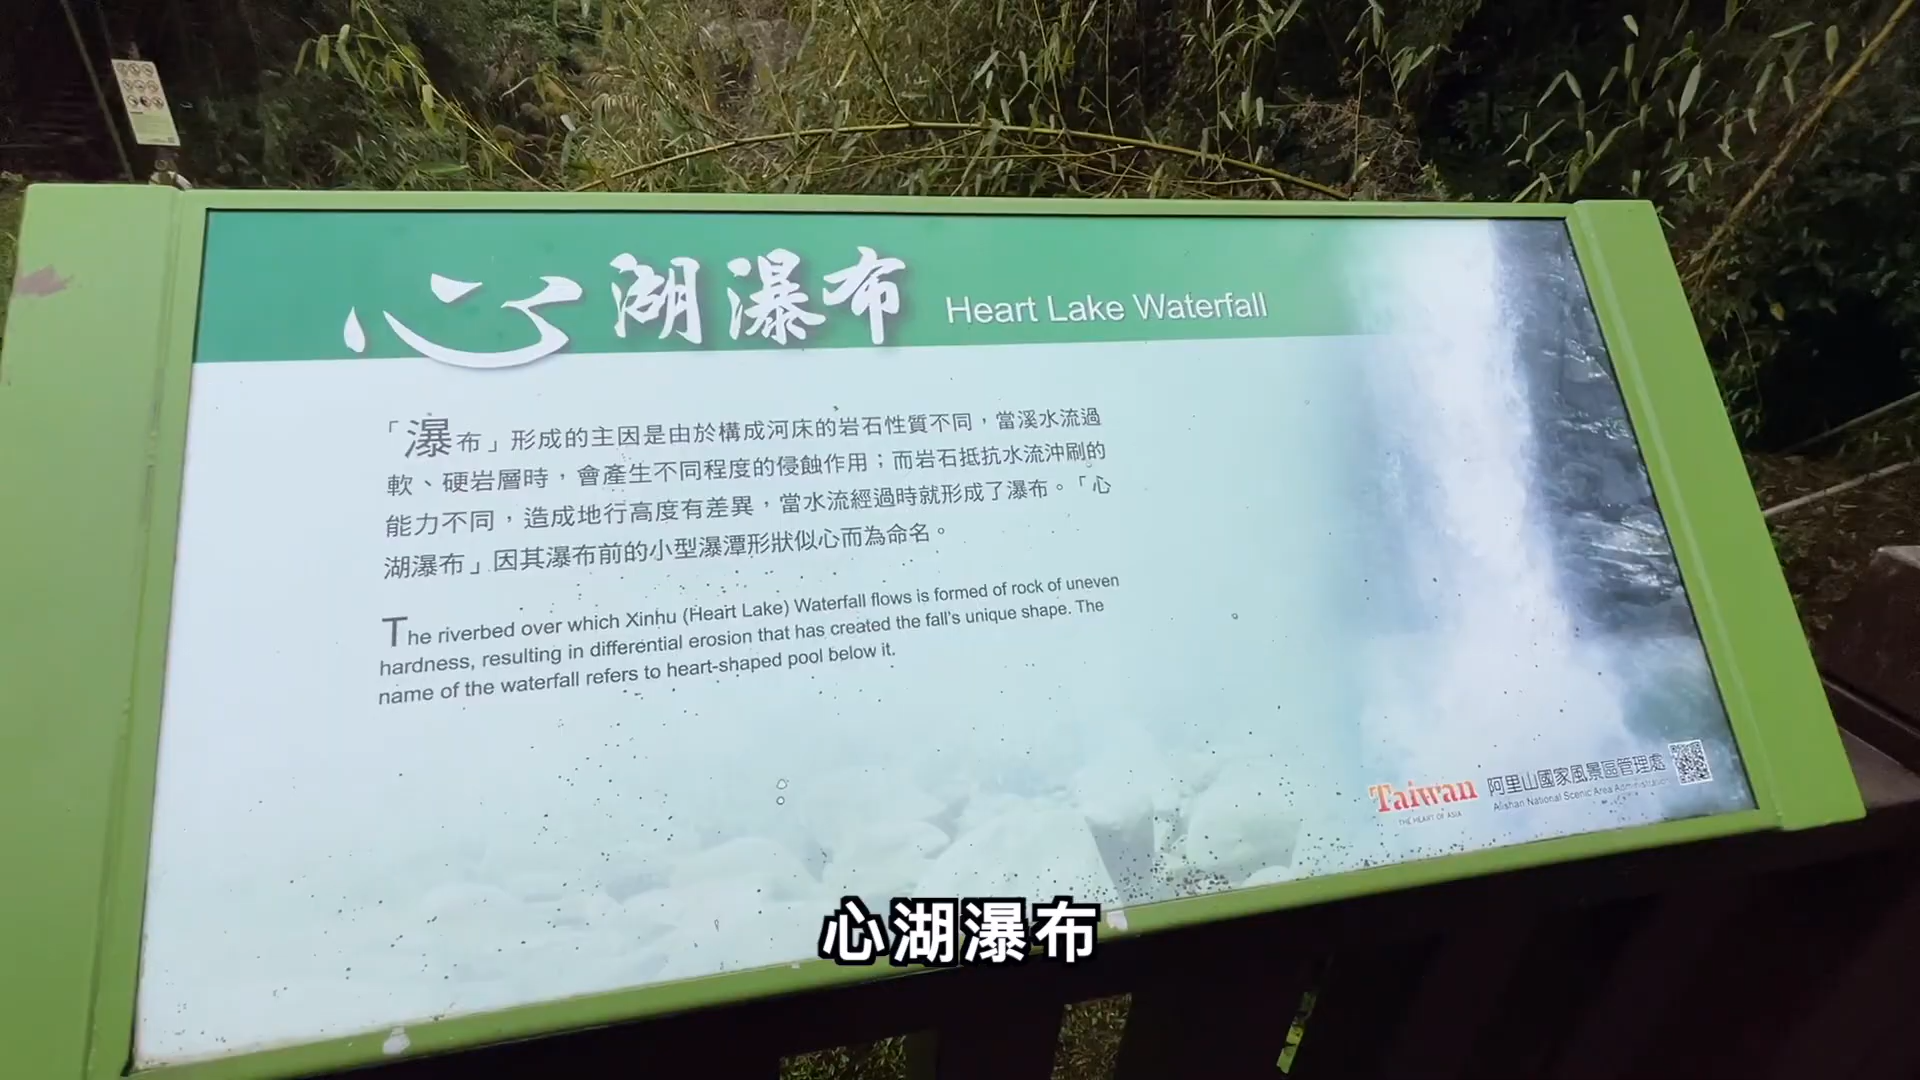 心湖瀑布 Heart Lake Waterfall
「瀑布」形成的主因是由於構成河床的岩石性質不同，當溪水流過
軟、硬岩層時，會產生不同程度的侵蝕作用；而岩石抵抗水流沖刷的
能力不同，造成地行高度有差異，當水流經過時就形成了瀑布。「心
湖瀑布」因其瀑布前的小型瀑潭形狀似心而為命名。
The riverbed over which Xinhu (Heart Lake) Waterfall flows is formed of rock of uneven
hardness, resulting in differential erosion that has created the fall's unique shape. The
name of the waterfall refers to heart-shaped pool below it.
Taiwan
THE HEART OF ASIA
阿里山國家風景區管理處
Alishan National Scenic Area Administration
心湖瀑布